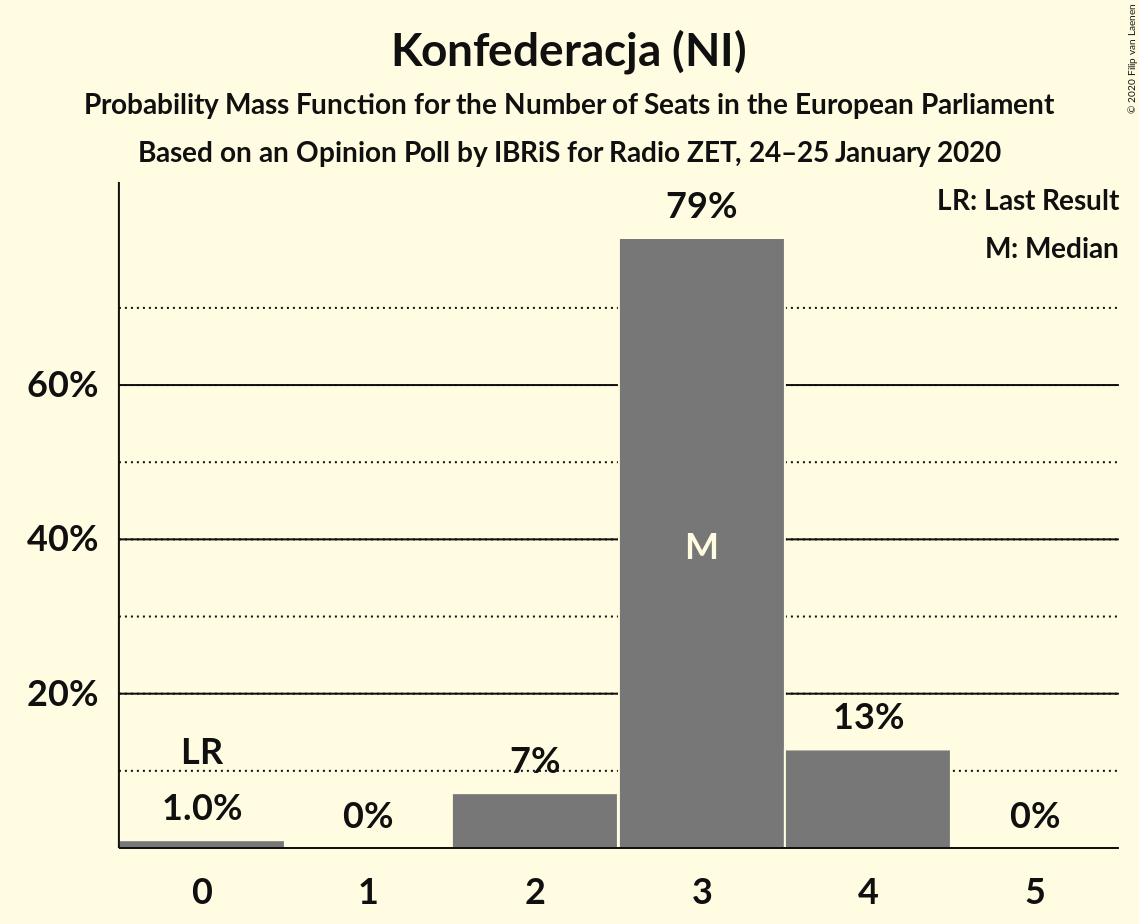 Konfederacja (NI)
Probability Mass Function for the Number of Seats in the European Parliament
Based on an Opinion Poll by IBRiS for Radio ZET, 24–25 January 2020
© 2020 Filip van Laenen
LR: Last Result
M: Median
79%
60%
40%
20%
M
LR
1.0%
0%
7%
13%
0%
0
1
2
3
4
5